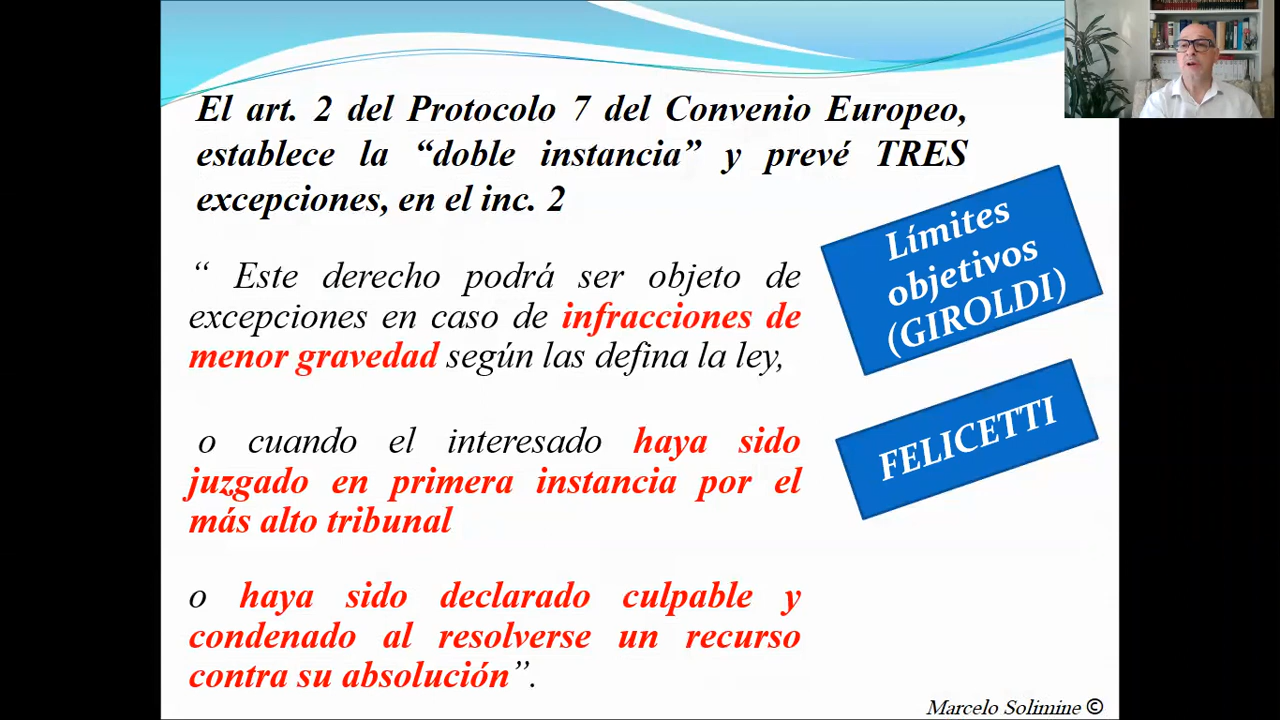 El art. 2 del Protocolo 7 del Convenio Europeo,
establece la “doble instancia” y prevé TRES
excepciones, en el inc. 2
“ Este derecho podrá ser objeto de
excepciones en caso de infracciones de
menor gravedad según las defina la ley,
Límites
objetivos
(GIROLDI)
o cuando el interesado haya sido
juzgado en primera instancia por el
más alto tribunal
FELICETTI
o haya sido declarado culpable y
condenado al resolverse un recurso
contra su absolución”.
Marcelo Solimine ©